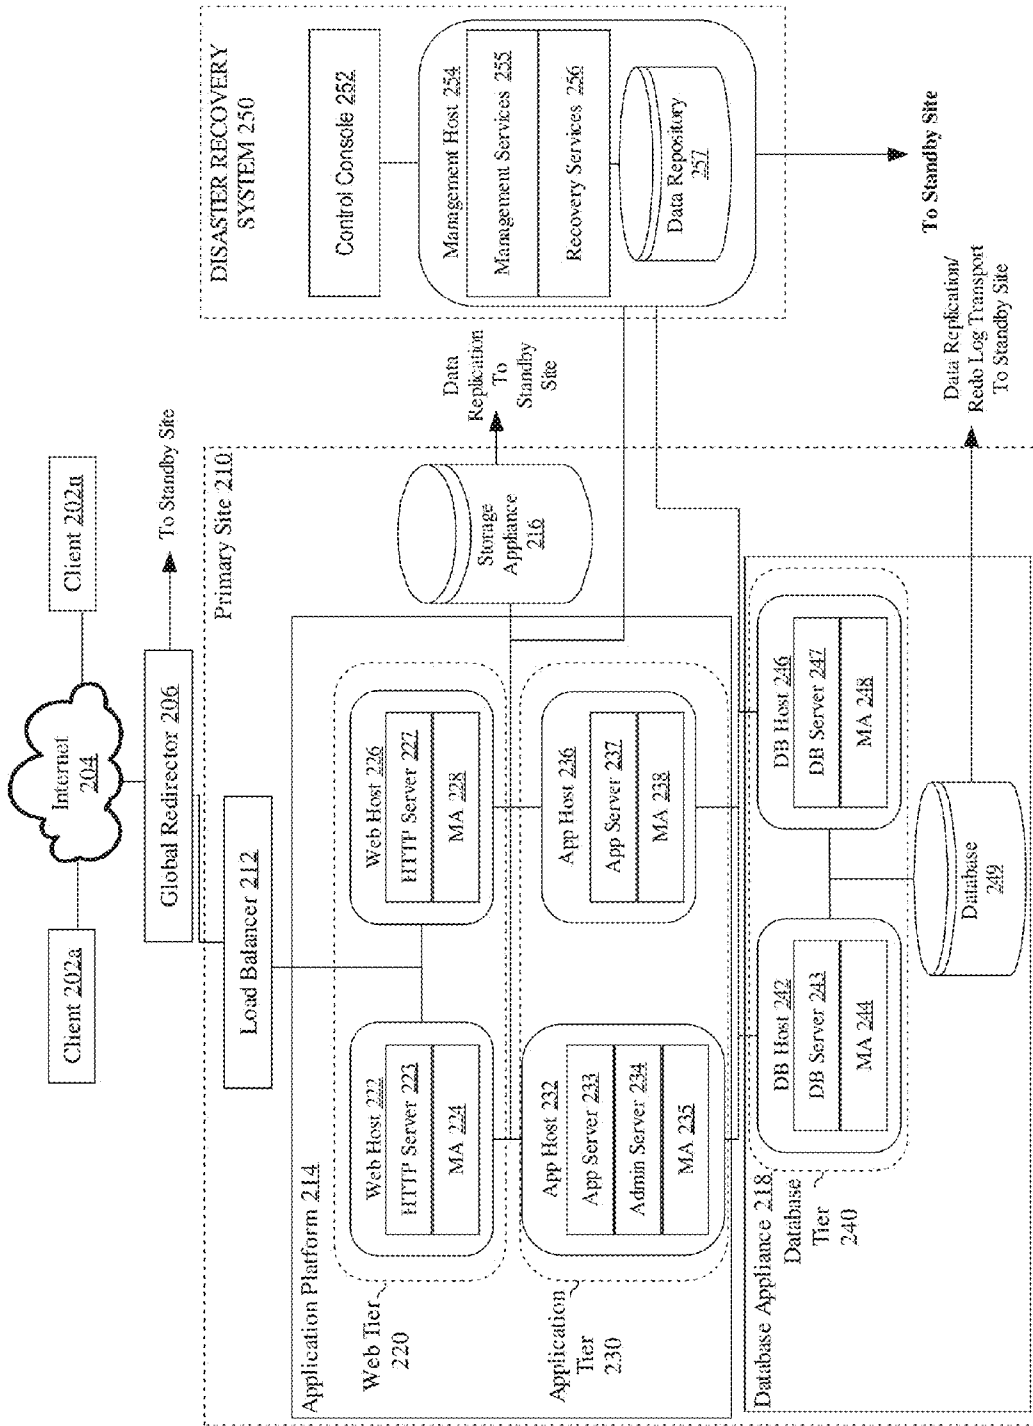 Client 202a
Client 202n
Internet
204
Global Redirector 206
To Standby Site
Load Balancer 212
Primary Site 210
Application Platform 214
Web Tier
220
Web Host 222
HTTP Server 223
MA 224
Web Host 226
HTTP Server 227
MA 228
Application
Tier
230
App Host 232
App Server 233
Admin Server 234
MA 235
App Host 236
App Server 237
MA 238
Storage
Appliance
216
Data
Replication
To
Standby
Site
Database Appliance 218
Database
Tier
240
DB Host 242
DB Server 243
MA 244
DB Host 246
DB Server 247
MA 248
Database
249
Data Replication/
Redo Log Transport
To Standby Site
DISASTER RECOVERY
SYSTEM 250
Control Console 252
Management Host 254
Management Services 255
Recovery Services 256
Data Repository
257
To Standby Site